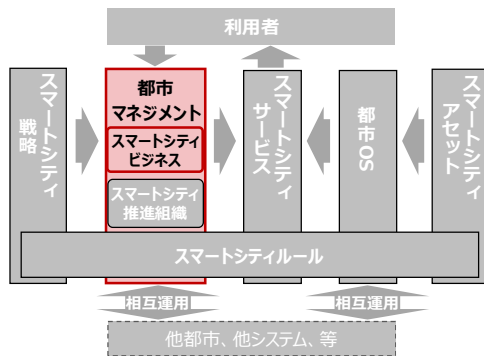 利用者
スマートシティ
戦略
都市
マネジメント
スマートシティ
ビジネス
スマートシティ
推進組織
スマートシティ
サービス
都市OS
スマートシティ
アセット
スマートシティルール
相互運用
相互運用
他都市、他システム、等